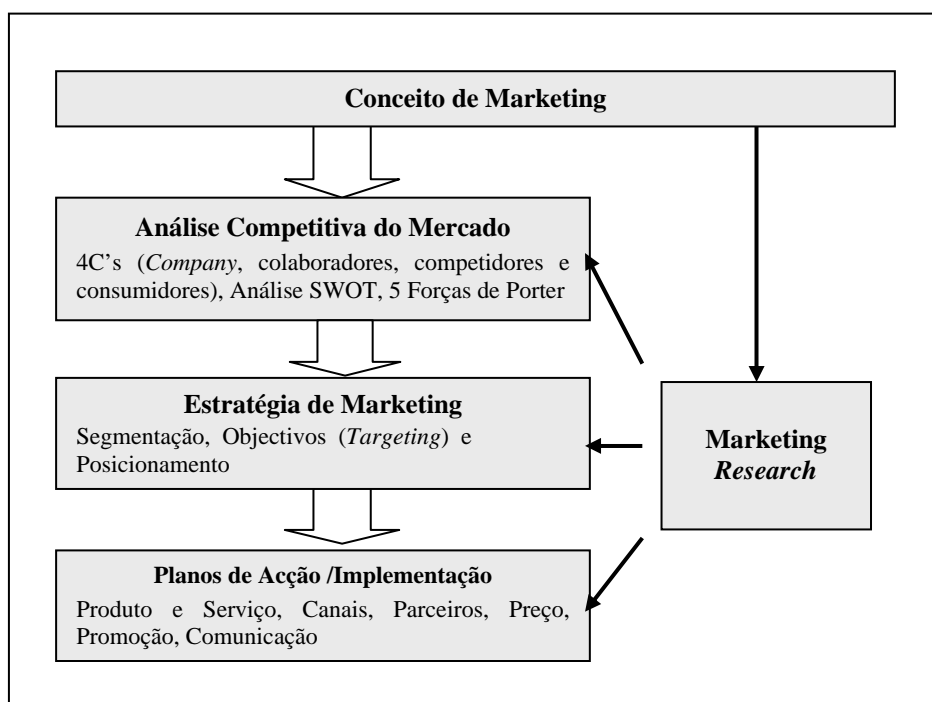 Conceito de Marketing
Análise Competitiva do Mercado
4C’s (Company, colaboradores, competidores e
consumidores), Análise SWOT, 5 Forças de Porter
Estratégia de Marketing
Segmentação, Objectivos (Targeting) e
Posicionamento
Marketing
Research
Planos de Acção /Implementação
Produto e Serviço, Canais, Parceiros, Preço,
Promoção, Comunicação